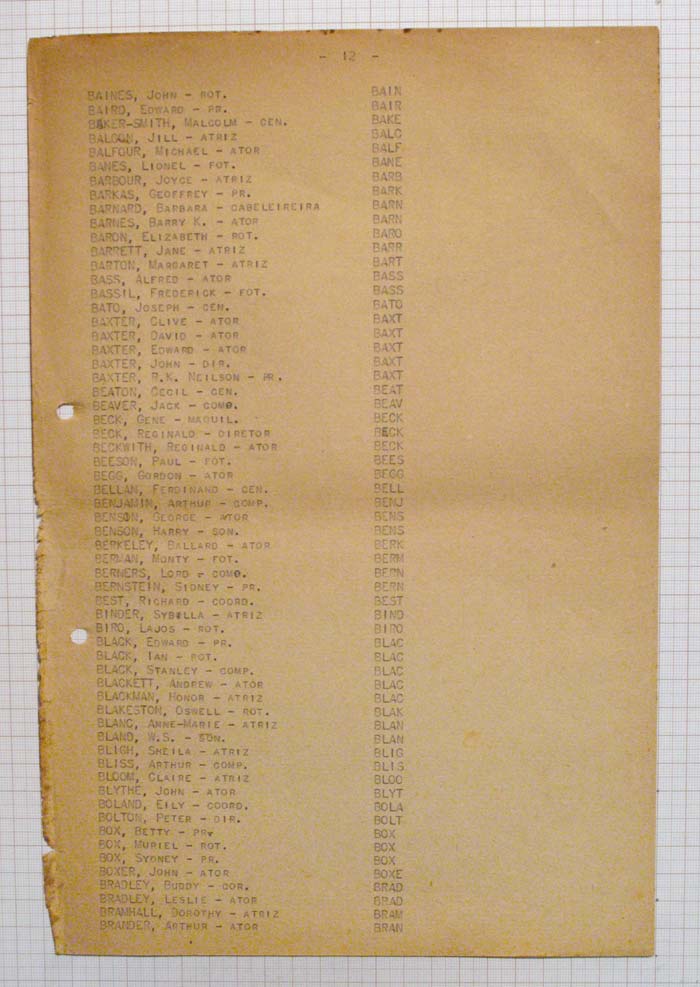 - 12 -
BAINES, JOHN - ROT. BAIN
BAIRD, EDWARD - PR. BAIR
BAKER-SMITH, MALCOLM - CEN. BAKE
BALCON, JILL - ATRIZ BALC
BALFOUR, MICHAEL - ATOR BALF
BANES, LIONEL - FOT. BANE
BARBOUR, JOYCE - ATRIZ BARB
BARKAS, GEOFFREY - PR. BARK
BARNARD, BARBARA - CABELEIREIRA BARN
BARNES, BARRY K. - ATOR BARN
BARON, ELIZABETH - ROT. BARO
BARRETT, JANE - ATRIZ BARR
BARTON, MARGARET - ATRIZ BART
BASS, ALFRED - ATOR BASS
BASSIL, FREDERICK - FOT. BASS
BATO, JOSEPH - CEN. BATO
BAXTER, CLIVE - ATOR BAXT
BAXTER, DAVID - ATOR BAXT
BAXTER, EDWARD - ATOR BAXT
BAXTER, JOHN - DIR. BAXT
BAXTER, R.K. NEILSON - PR. BAXT
BEATON, CECIL - CEN. BEAT
BEAVER, JACK - COMO. BEAV
BECK, GENE - MAQUIL. BECK
BECK, REGINALD - DIRETOR BECK
BECKWITH, REGINALD - ATOR BECK
BEESON, PAUL - FOT. BEES
BEGG, GORDON - ATOR BEGG
BELLAN, FERDINAND - CEN. BELL
BENJAMIN, ARTHUR - COMP. BENJ
BENSON, GEORGE - ATOR BENS
BENSON, HARRY - SON. BENS
BERKELEY, BALLARD - ATOR BERK
BERMAN, MONTY - FOT. BERM
BERNERS, LORD - COMO. BERN
BERNSTEIN, SIDNEY - PR. BERN
BEST, RICHARD - COORD. BEST
BINDER, SYBILLA - ATRIZ BIND
BIRO, LAJOS - ROT. BIRO
BLACK, EDWARD - PR. BLAC
BLACK, IAN - ROT. BLAC
BLACK, STANLEY - COMP. BLAC
BLACKETT, ANDREW - ATOR BLAC
BLACKMAN, HONOR - ATRIZ BLAC
BLAKESTON, OSWELL - ROT. BLAK
BLANC, ANNE-MARIE - ATRIZ BLAN
BLAND, W.S. - SON. BLAN
BLIGH, SHEILA - ATRIZ BLIG
BLISS, ARTHUR - COMP. BLIS
BLOOM, CLAIRE - ATRIZ BLOO
BLYTHE, JOHN - ATOR BLYT
BOLAND, EILY - COORD. BOLA
BOLTON, PETER - DIR. BOLT
BOX, BETTY - PR. BOX
BOX, MURIEL - ROT. BOX
BOX, SYDNEY - PR. BOX
BOXER, JOHN - ATOR BOXE
BRADLEY, BUDDY - COR. BRAD
BRADLEY, LESLIE - ATOR BRAD
BRAMHALL, DOROTHY - ATRIZ BRAM
BRANDER, ARTHUR - ATOR BRAN